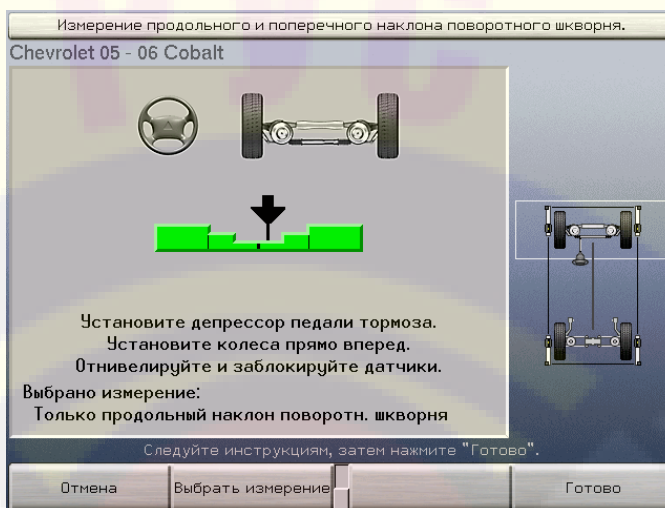 Измерение продольного и поперечного наклона поворотного шкворня.
Chevrolet 05 - 06 Cobalt
Установите депрессор педали тормоза.
Установите колеса прямо вперед.
Отнивелируйте и заблокируйте датчики.
Выбрано измерение:
Только продольный наклон поворотн. шкворня
Следуйте инструкциям, затем нажмите "Готово".
Отмена
Выбрать измерение
Готово